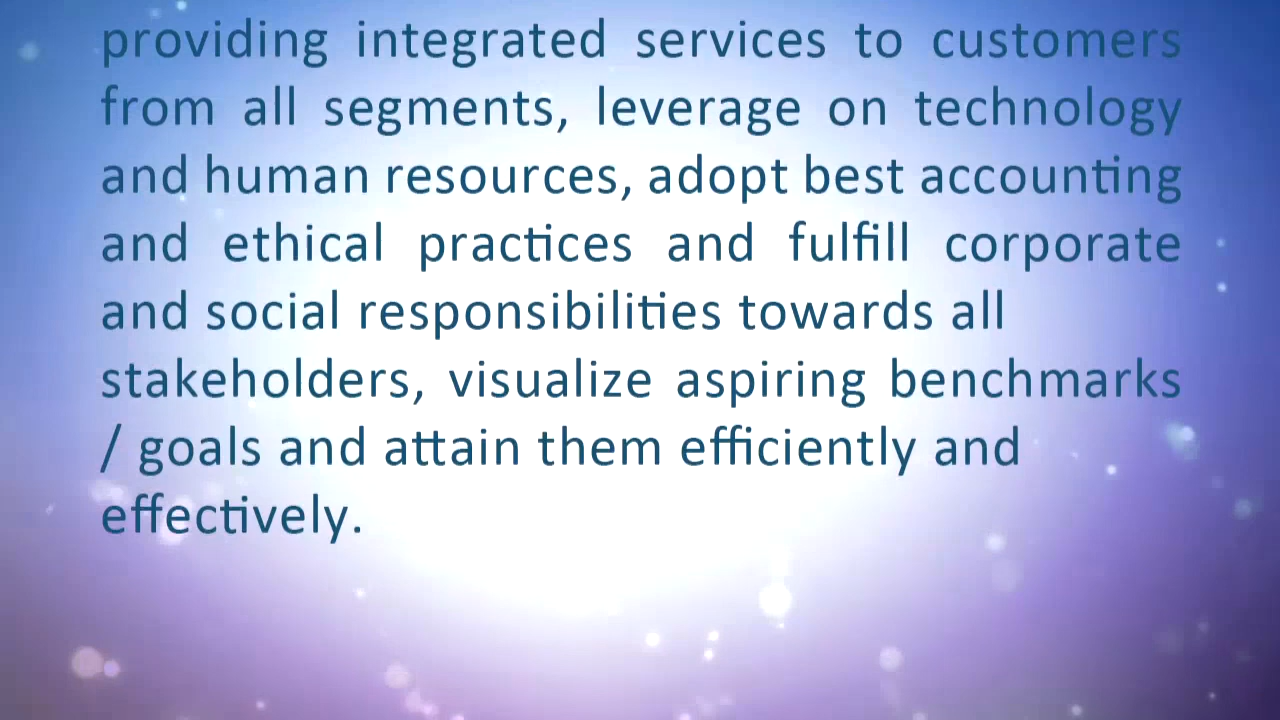 providing integrated services to customers
from all segments, leverage on technology
and human resources, adopt best accounting
and ethical practices and fulfill corporate
and social responsibilities towards all
stakeholders, visualize aspiring benchmarks
/ goals and attain them efficiently and
effectively.